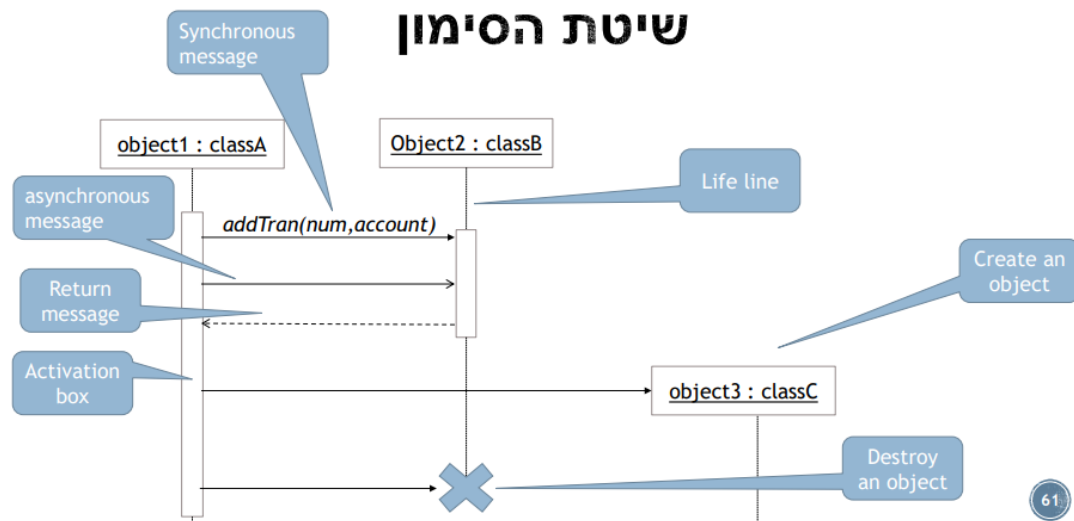 שיטת הסימון
Synchronous
message
object1 : classA
Object2 : classB
Life line
asynchronous
message
addTran(num,account)
Return
message
Create an
object
Activation
box
object3 : classC
Destroy
an object
61